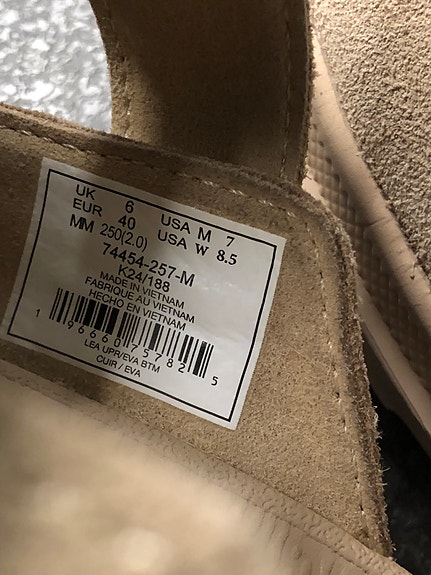 UK 6 USA M 7
EUR 40 USA W 8.5
MM 250(2.0)
74454-257-M
K24/188
MADE IN VIETNAM
FABRIQUE AU VIETNAM
HECHO EN VIETNAM
1 96660 75782 5
LEA UPR/EVA BTM
CUIR / EVA